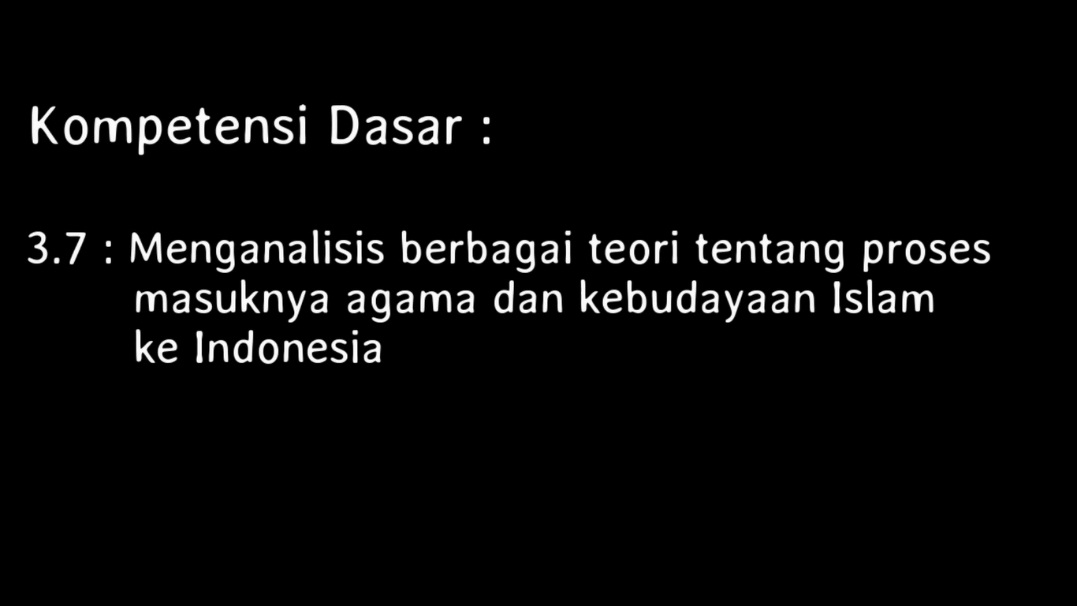 Kompetensi Dasar :
3.7 : Menganalisis berbagai teori tentang proses
masuknya agama dan kebudayaan Islam
ke Indonesia